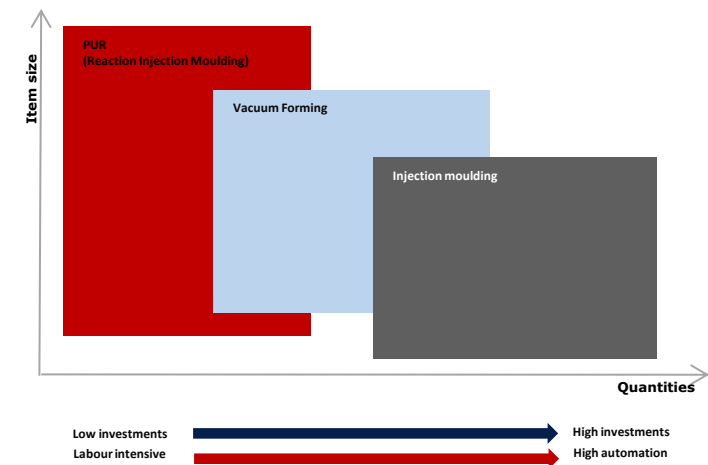 Item size
PUR
(Reaction Injection Moulding)
Vacuum Forming
Injection moulding
Quantities
Low investments
High investments
Labour intensive
High automation